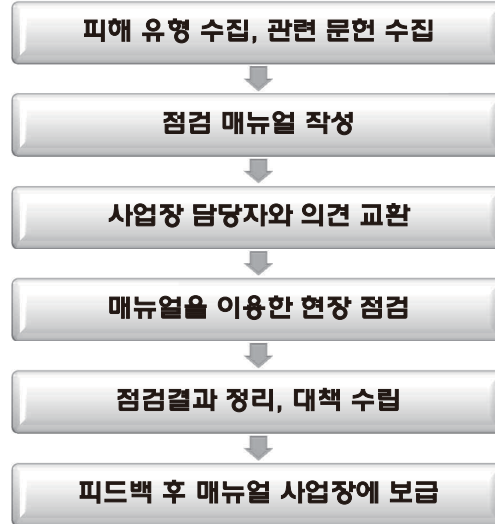 피해 유형 수집, 관련 문헌 수집
점검 매뉴얼 작성
사업장 담당자와 의견 교환
매뉴얼을 이용한 현장 점검
점검결과 정리, 대책 수립
피드백 후 매뉴얼 사업장에 보급